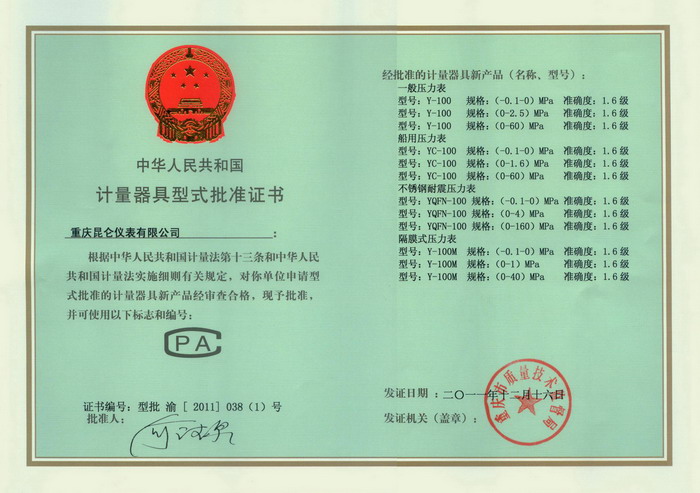 中华人民共和国
计量器具型式批准证书
重庆昆仑仪表有限公司：
根据中华人民共和国计量法第十三条和中华人民
共和国计量法实施细则有关规定，对你单位申请型
式批准的计量器具新产品经审查合格，现予批准，
并可使用以下标志和编号：
CPA
证书编号：型批 渝 [ 2011] 038（1）号
批准人：
经批准的计量器具新产品（名称、型号）：
一般压力表
型号：Y-100 规格：(-0.1-0) MPa 准确度：1.6 级
型号：Y-100 规格：(0-2.5) MPa 准确度：1.6 级
型号：Y-100 规格：(0-60) MPa 准确度：1.6 级
船用压力表
型号：YC-100 规格：(-0.1-0) MPa 准确度：1.6 级
型号：YC-100 规格：(0-1.6) MPa 准确度：1.6 级
型号：YC-100 规格：(0-60) MPa 准确度：1.6 级
不锈钢耐震压力表
型号：YQFN-100 规格：(-0.1-0) MPa 准确度：1.6 级
型号：YQFN-100 规格：(0-4) MPa 准确度：1.6 级
型号：YQFN-100 规格：(0-160) MPa 准确度：1.6 级
隔膜式压力表
型号：Y-100M 规格：(-0.1-0) MPa 准确度：1.6 级
型号：Y-100M 规格：(0-1) MPa 准确度：1.6 级
型号：Y-100M 规格：(0-40) MPa 准确度：1.6 级
发证日期：二〇一一年十二月十六日
发证机关（盖章）：
重庆市质量技术监督局